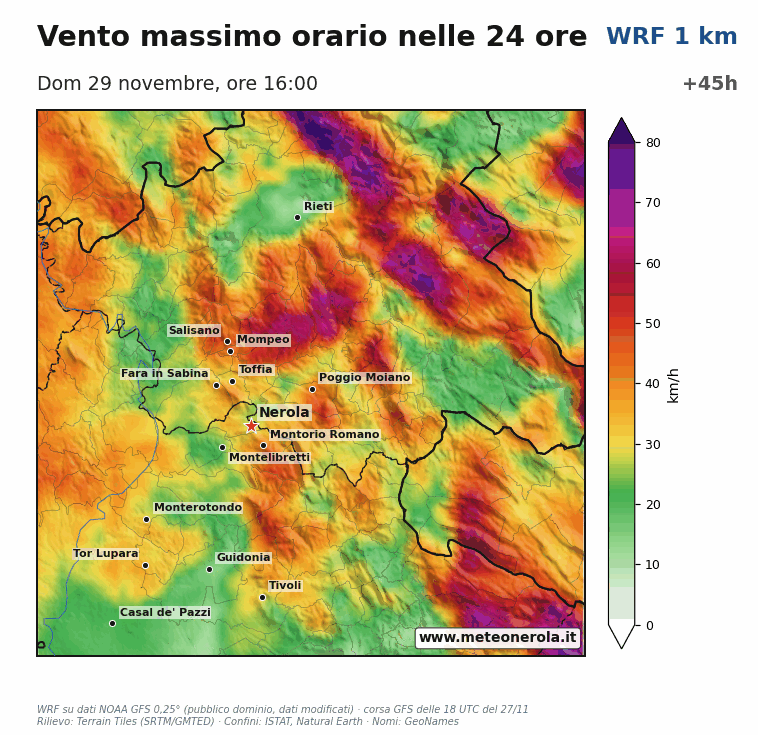 Vento massimo orario nelle 24 ore WRF 1 km
Dom 29 novembre, ore 16:00 +45h
80
70
60
50
40
30
20
10
0
km/h
Rieti
Salisano
Mompeo
Fara in Sabina
Toffia
Poggio Moiano
Nerola
Montorio Romano
Montelibretti
Monterotondo
Tor Lupara
Guidonia
Tivoli
Casal de' Pazzi
www.meteonerola.it
WRF su dati NOAA GFS 0,25° (pubblico dominio, dati modificati) · corsa GFS delle 18 UTC del 27/11
Rilievo: Terrain Tiles (SRTM/GMTED) · Confini: ISTAT, Natural Earth · Nomi: GeoNames